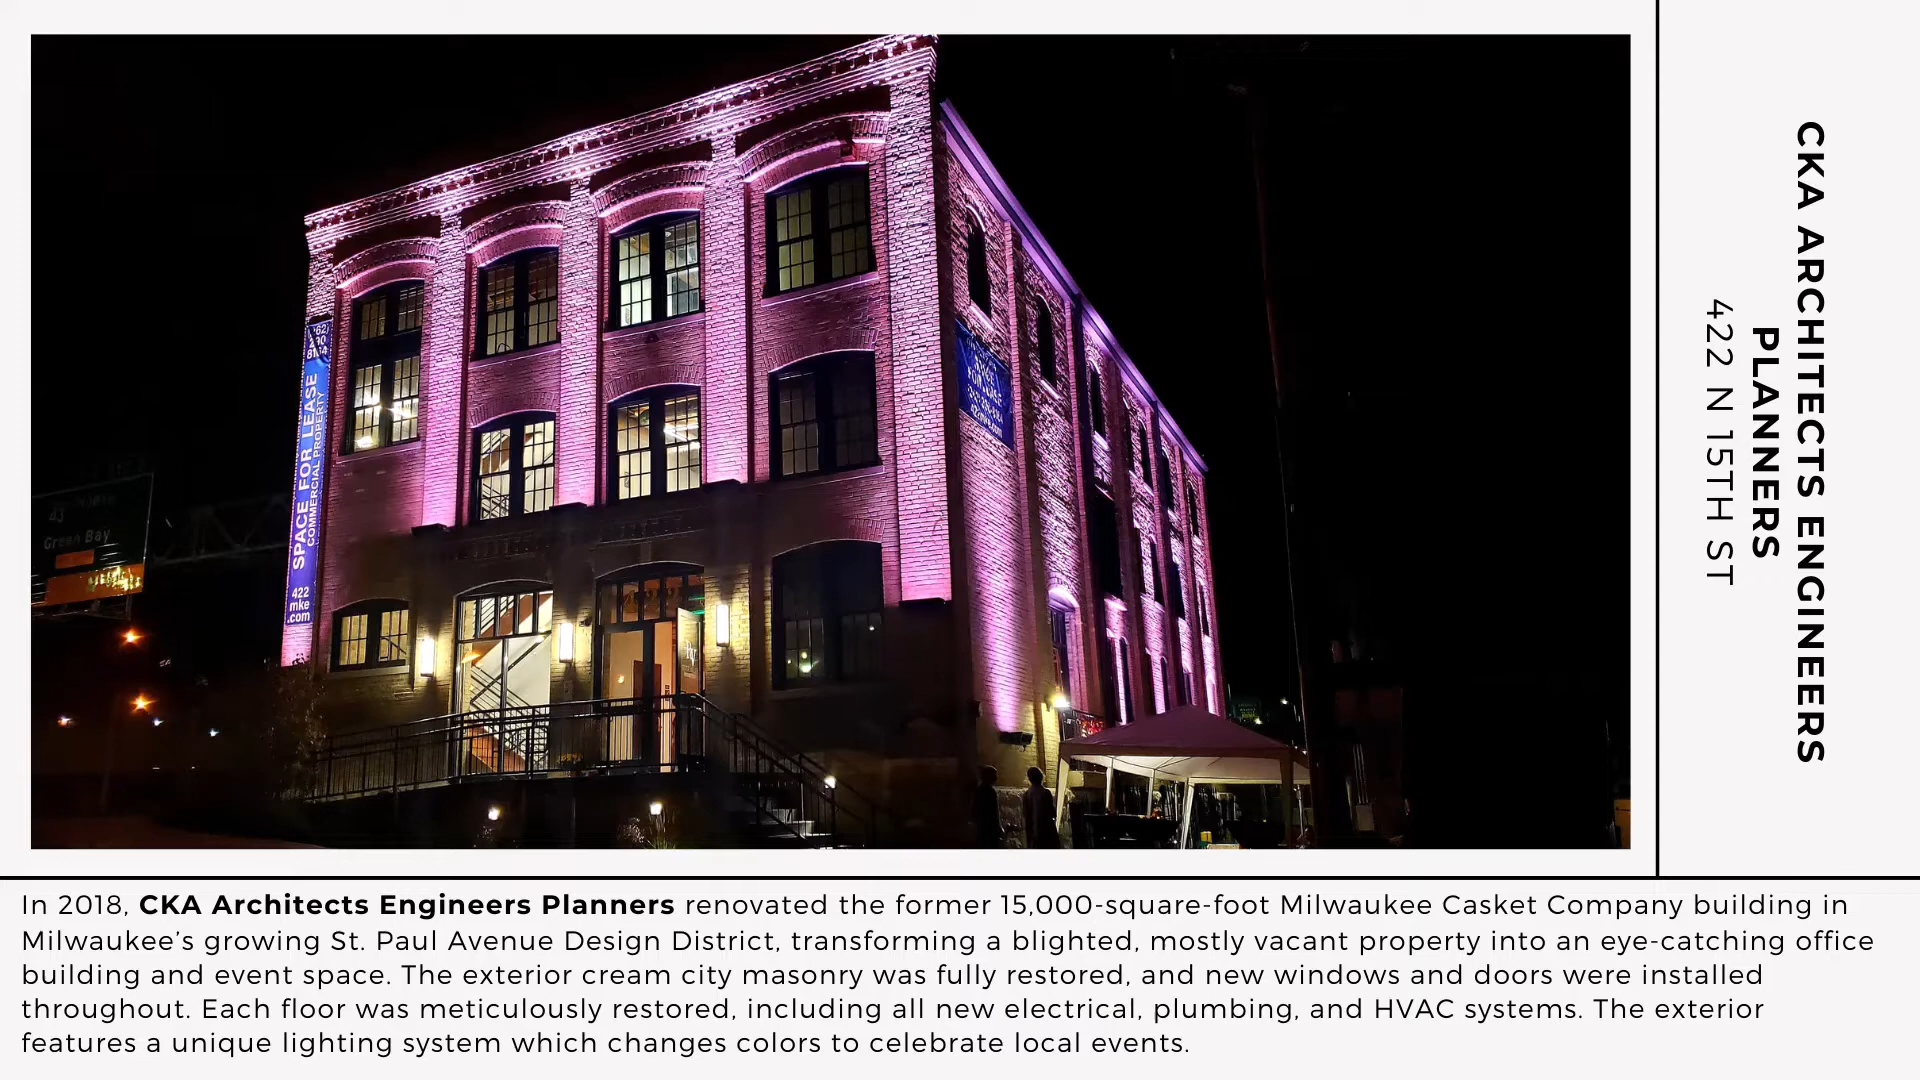 CKA ARCHITECTS ENGINEERS
PLANNERS
422 N 15TH ST
SPACE FOR LEASE
COMMERCIAL PROPERTY
422
mke
.com
43
Green Bay
In 2018, CKA Architects Engineers Planners renovated the former 15,000-square-foot Milwaukee Casket Company building in
Milwaukee’s growing St. Paul Avenue Design District, transforming a blighted, mostly vacant property into an eye-catching office
building and event space. The exterior cream city masonry was fully restored, and new windows and doors were installed
throughout. Each floor was meticulously restored, including all new electrical, plumbing, and HVAC systems. The exterior
features a unique lighting system which changes colors to celebrate local events.